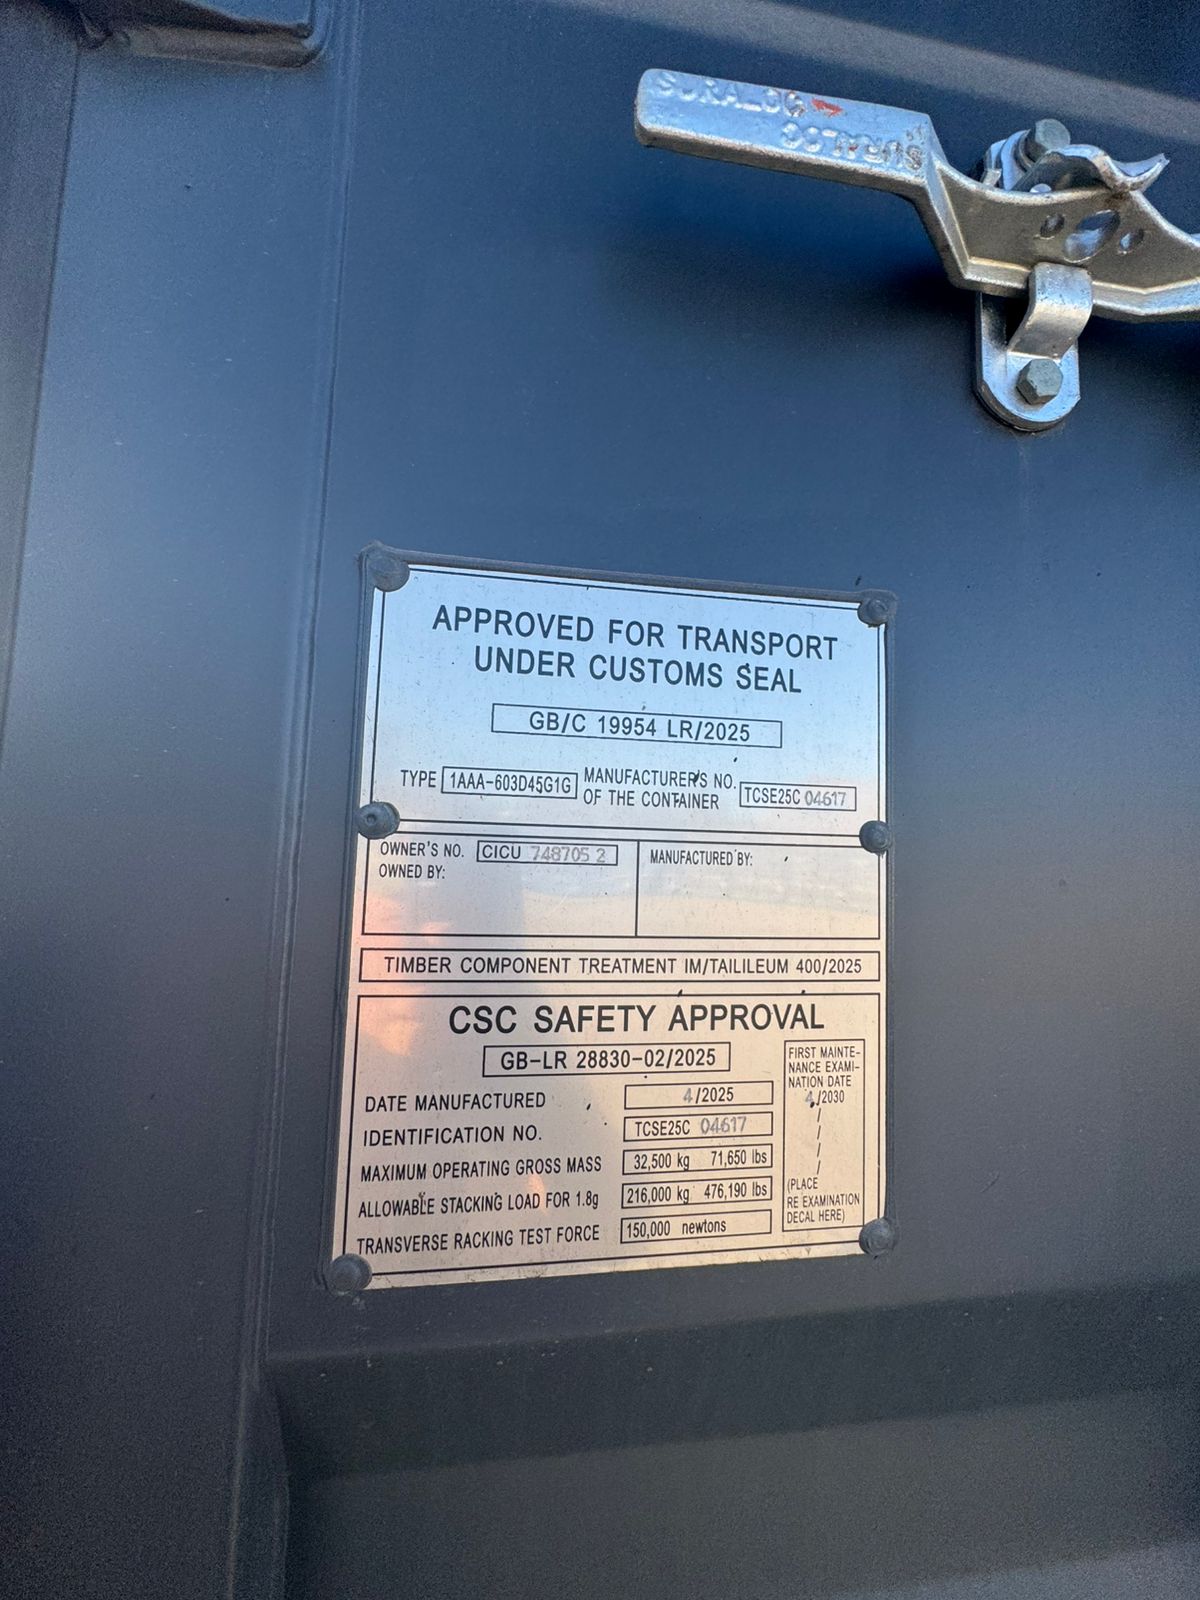 SURALOC
SURALOC
APPROVED FOR TRANSPORT
UNDER CUSTOMS SEAL
GB/C 19954 LR/2025
TYPE 1AAA-603D45G1G MANUFACTURER'S NO. OF THE CONTAINER TCSE25C 04617
OWNER'S NO. CICU 748705 2
OWNED BY:
MANUFACTURED BY:
TIMBER COMPONENT TREATMENT IM/TAILILEUM 400/2025
CSC SAFETY APPROVAL
GB-LR 28830-02/2025
DATE MANUFACTURED 4/2025
IDENTIFICATION NO. TCSE25C 04617
MAXIMUM OPERATING GROSS MASS 32,500 kg 71,650 lbs
ALLOWABLE STACKING LOAD FOR 1.8g 216,000 kg 476,190 lbs
TRANSVERSE RACKING TEST FORCE 150,000 newtons
FIRST MAINTE-
NANCE EXAMI-
NATION DATE
4/2030
/
/
/
/
(PLACE
RE EXAMINATION
DECAL HERE)